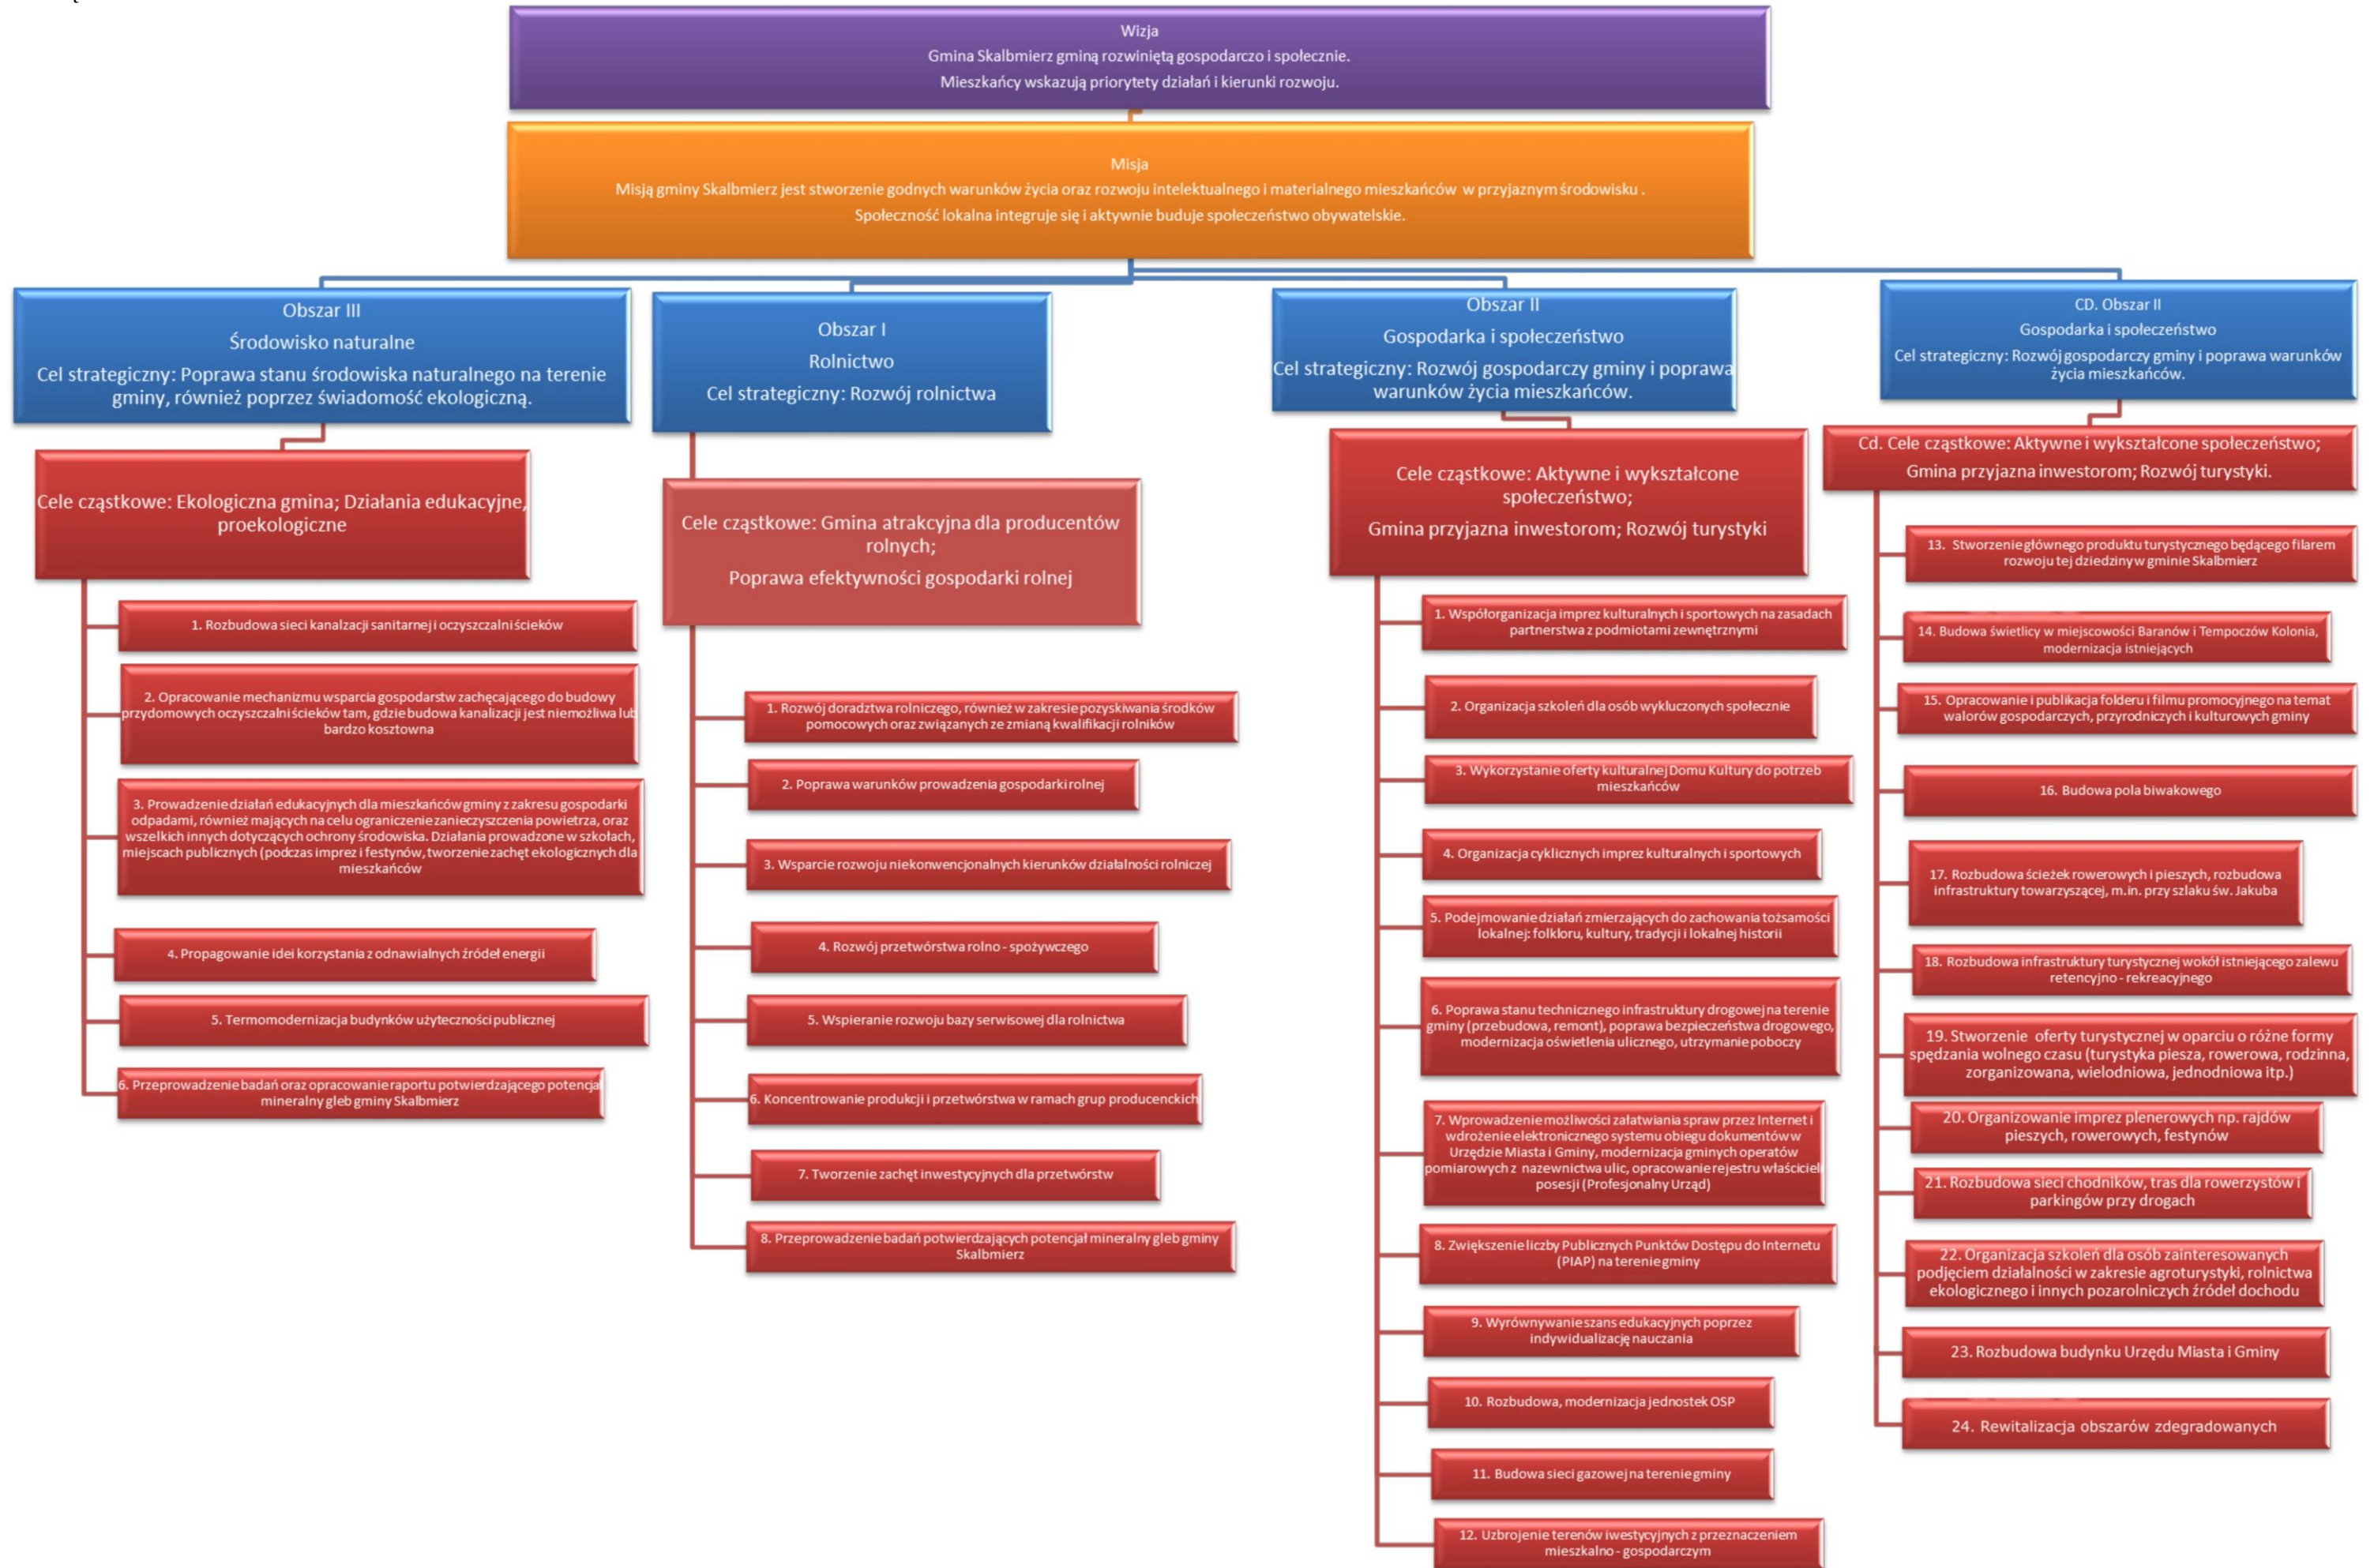 Wizja
Gmina Skalbmierz gminą rozwiniętą gospodarczo i społecznie.
Mieszkańcy wskazują priorytety działań i kierunki rozwoju.
Misja
Misją gminy Skalbmierz jest stworzenie godnych warunków życia oraz rozwoju intelektualnego i materialnego mieszkańców w przyjaznym środowisku .
Społeczność lokalna integruje się i aktywnie buduje społeczeństwo obywatelskie.
Obszar III
Środowisko naturalne
Cel strategiczny: Poprawa stanu środowiska naturalnego na terenie
gminy, również poprzez świadomość ekologiczną.
Cele cząstkowe: Ekologiczna gmina; Działania edukacyjne,
proekologiczne
1. Rozbudowa sieci kanalzacji sanitarnej i oczyszczalni ścieków
2. Opracowanie mechanizmu wsparcia gospodarstw zachęcającego do budowy
przydomowych oczyszczalni ścieków tam, gdzie budowa kanalizacji jest niemożliwa lub
bardzo kosztowna
3. Prowadzenie działań edukacyjnych dla mieszkańców gminy z zakresu gospodarki
odpadami, również mających na celu ograniczenie zanieczyszczenia powietrza, oraz
wszelkich innych dotyczących ochrony środowiska. Działania prowadzone w szkołach,
miejscach publicznych (podczas imprez i festynów, tworzenie zachęt ekologicznych dla
mieszkańców
4. Propagowanie idei korzystania z odnawialnych źródeł energii
5. Termomodernizacja budynków użyteczności publicznej
6. Przeprowadzenie badań oraz opracowanie raportu potwierdzającego potencjał
mineralny gleb gminy Skalbmierz
Obszar I
Rolnictwo
Cel strategiczny: Rozwój rolnictwa
Cele cząstkowe: Gmina atrakcyjna dla producentów
rolnych;
Poprawa efektywności gospodarki rolnej
1. Rozwój doradztwa rolniczego, również w zakresie pozyskiwania środków
pomocowych oraz związanych ze zmianą kwalifikacji rolników
2. Poprawa warunków prowadzenia gospodarki rolnej
3. Wsparcie rozwoju niekonwencjonalnych kierunków działalności rolniczej
4. Rozwój przetwórstwa rolno - spożywczego
5. Wspieranie rozwoju bazy serwisowej dla rolnictwa
6. Koncentrowanie produkcji i przetwórstwa w ramach grup producenckich
7. Tworzenie zachęt inwestycyjnych dla przetwórstw
8. Przeprowadzenie badań potwierdzających potencjał mineralny gleb gminy
Skalbmierz
Obszar II
Gospodarka i społeczeństwo
Cel strategiczny: Rozwój gospodarczy gminy i poprawa
warunków życia mieszkańców.
Cele cząstkowe: Aktywne i wykształcone
społeczeństwo;
Gmina przyjazna inwestorom; Rozwój turystyki
1. Współorganizacja imprez kulturalnych i sportowych na zasadach
partnerstwa z podmiotami zewnętrznymi
2. Organizacja szkoleń dla osób wykluczonych społecznie
3. Wykorzystanie oferty kulturalnej Domu Kultury do potrzeb
mieszkańców
4. Organizacja cyklicznych imprez kulturalnych i sportowych
5. Podejmowanie działań zmierzających do zachowania tożsamości
lokalnej: folkloru, kultury, tradycji i lokalnej historii
6. Poprawa stanu technicznego infrastruktury drogowej na terenie
gminy (przebudowa, remont), poprawa bezpieczeństwa drogowego,
modernizacja oświetlenia ulicznego, utrzymanie poboczy
7. Wprowadzenie możliwości załatwiania spraw przez Internet i
wdrożenie elektronicznego systemu obiegu dokumentów w
Urzędzie Miasta i Gminy, modernizacja gminych operatów
pomiarowych z nazewnictwa ulic, opracowanie rejestru właścicieli
posesji (Profesjonalny Urząd)
8. Zwiększenie liczby Publicznych Punktów Dostępu do Internetu
(PIAP) na terenie gminy
9. Wyrównywanie szans edukacyjnych poprzez
indywidualizację nauczania
10. Rozbudowa, modernizacja jednostek OSP
11. Budowa sieci gazowej na terenie gminy
12. Uzbrojenie terenów iwestycyjnych z przeznaczeniem
mieszkalno - gospodarczym
CD. Obszar II
Gospodarka i społeczeństwo
Cel strategiczny: Rozwój gospodarczy gminy i poprawa warunków
życia mieszkańców.
Cd. Cele cząstkowe: Aktywne i wykształcone społeczeństwo;
Gmina przyjazna inwestorom; Rozwój turystyki.
13. Stworzenie głównego produktu turystycznego będącego filarem
rozwoju tej dziedziny w gminie Skalbmierz
14. Budowa świetlicy w miejscowości Baranów i Tempoczów Kolonia,
modernizacja istniejących
15. Opracowanie i publikacja folderu i filmu promocyjnego na temat
walorów gospodarczych, przyrodniczych i kulturowych gminy
16. Budowa pola biwakowego
17. Rozbudowa ścieżek rowerowych i pieszych, rozbudowa
infrastruktury towarzyszącej, m.in. przy szlaku św. Jakuba
18. Rozbudowa infrastruktury turystycznej wokół istniejącego zalewu
retencyjno - rekreacyjnego
19. Stworzenie oferty turystycznej w oparciu o różne formy
spędzania wolnego czasu (turystyka piesza, rowerowa, rodzinna,
zorganizowana, wielodniowa, jednodniowa itp.)
20. Organizowanie imprez plenerowych np. rajdów
pieszych, rowerowych, festynów
21. Rozbudowa sieci chodników, tras dla rowerzystów i
parkingów przy drogach
22. Organizacja szkoleń dla osób zainteresowanych
podjęciem działalności w zakresie agroturystyki, rolnictwa
ekologicznego i innych pozarolniczych źródeł dochodu
23. Rozbudowa budynku Urzędu Miasta i Gminy
24. Rewitalizacja obszarów zdegradowanych